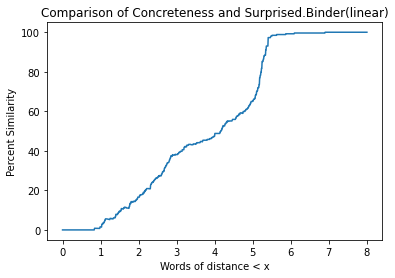 Comparison of Concreteness and Surprised.Binder(linear)
100
80
60
40
20
0
Percent Similarity
0 1 2 3 4 5 6 7 8
Words of distance < x